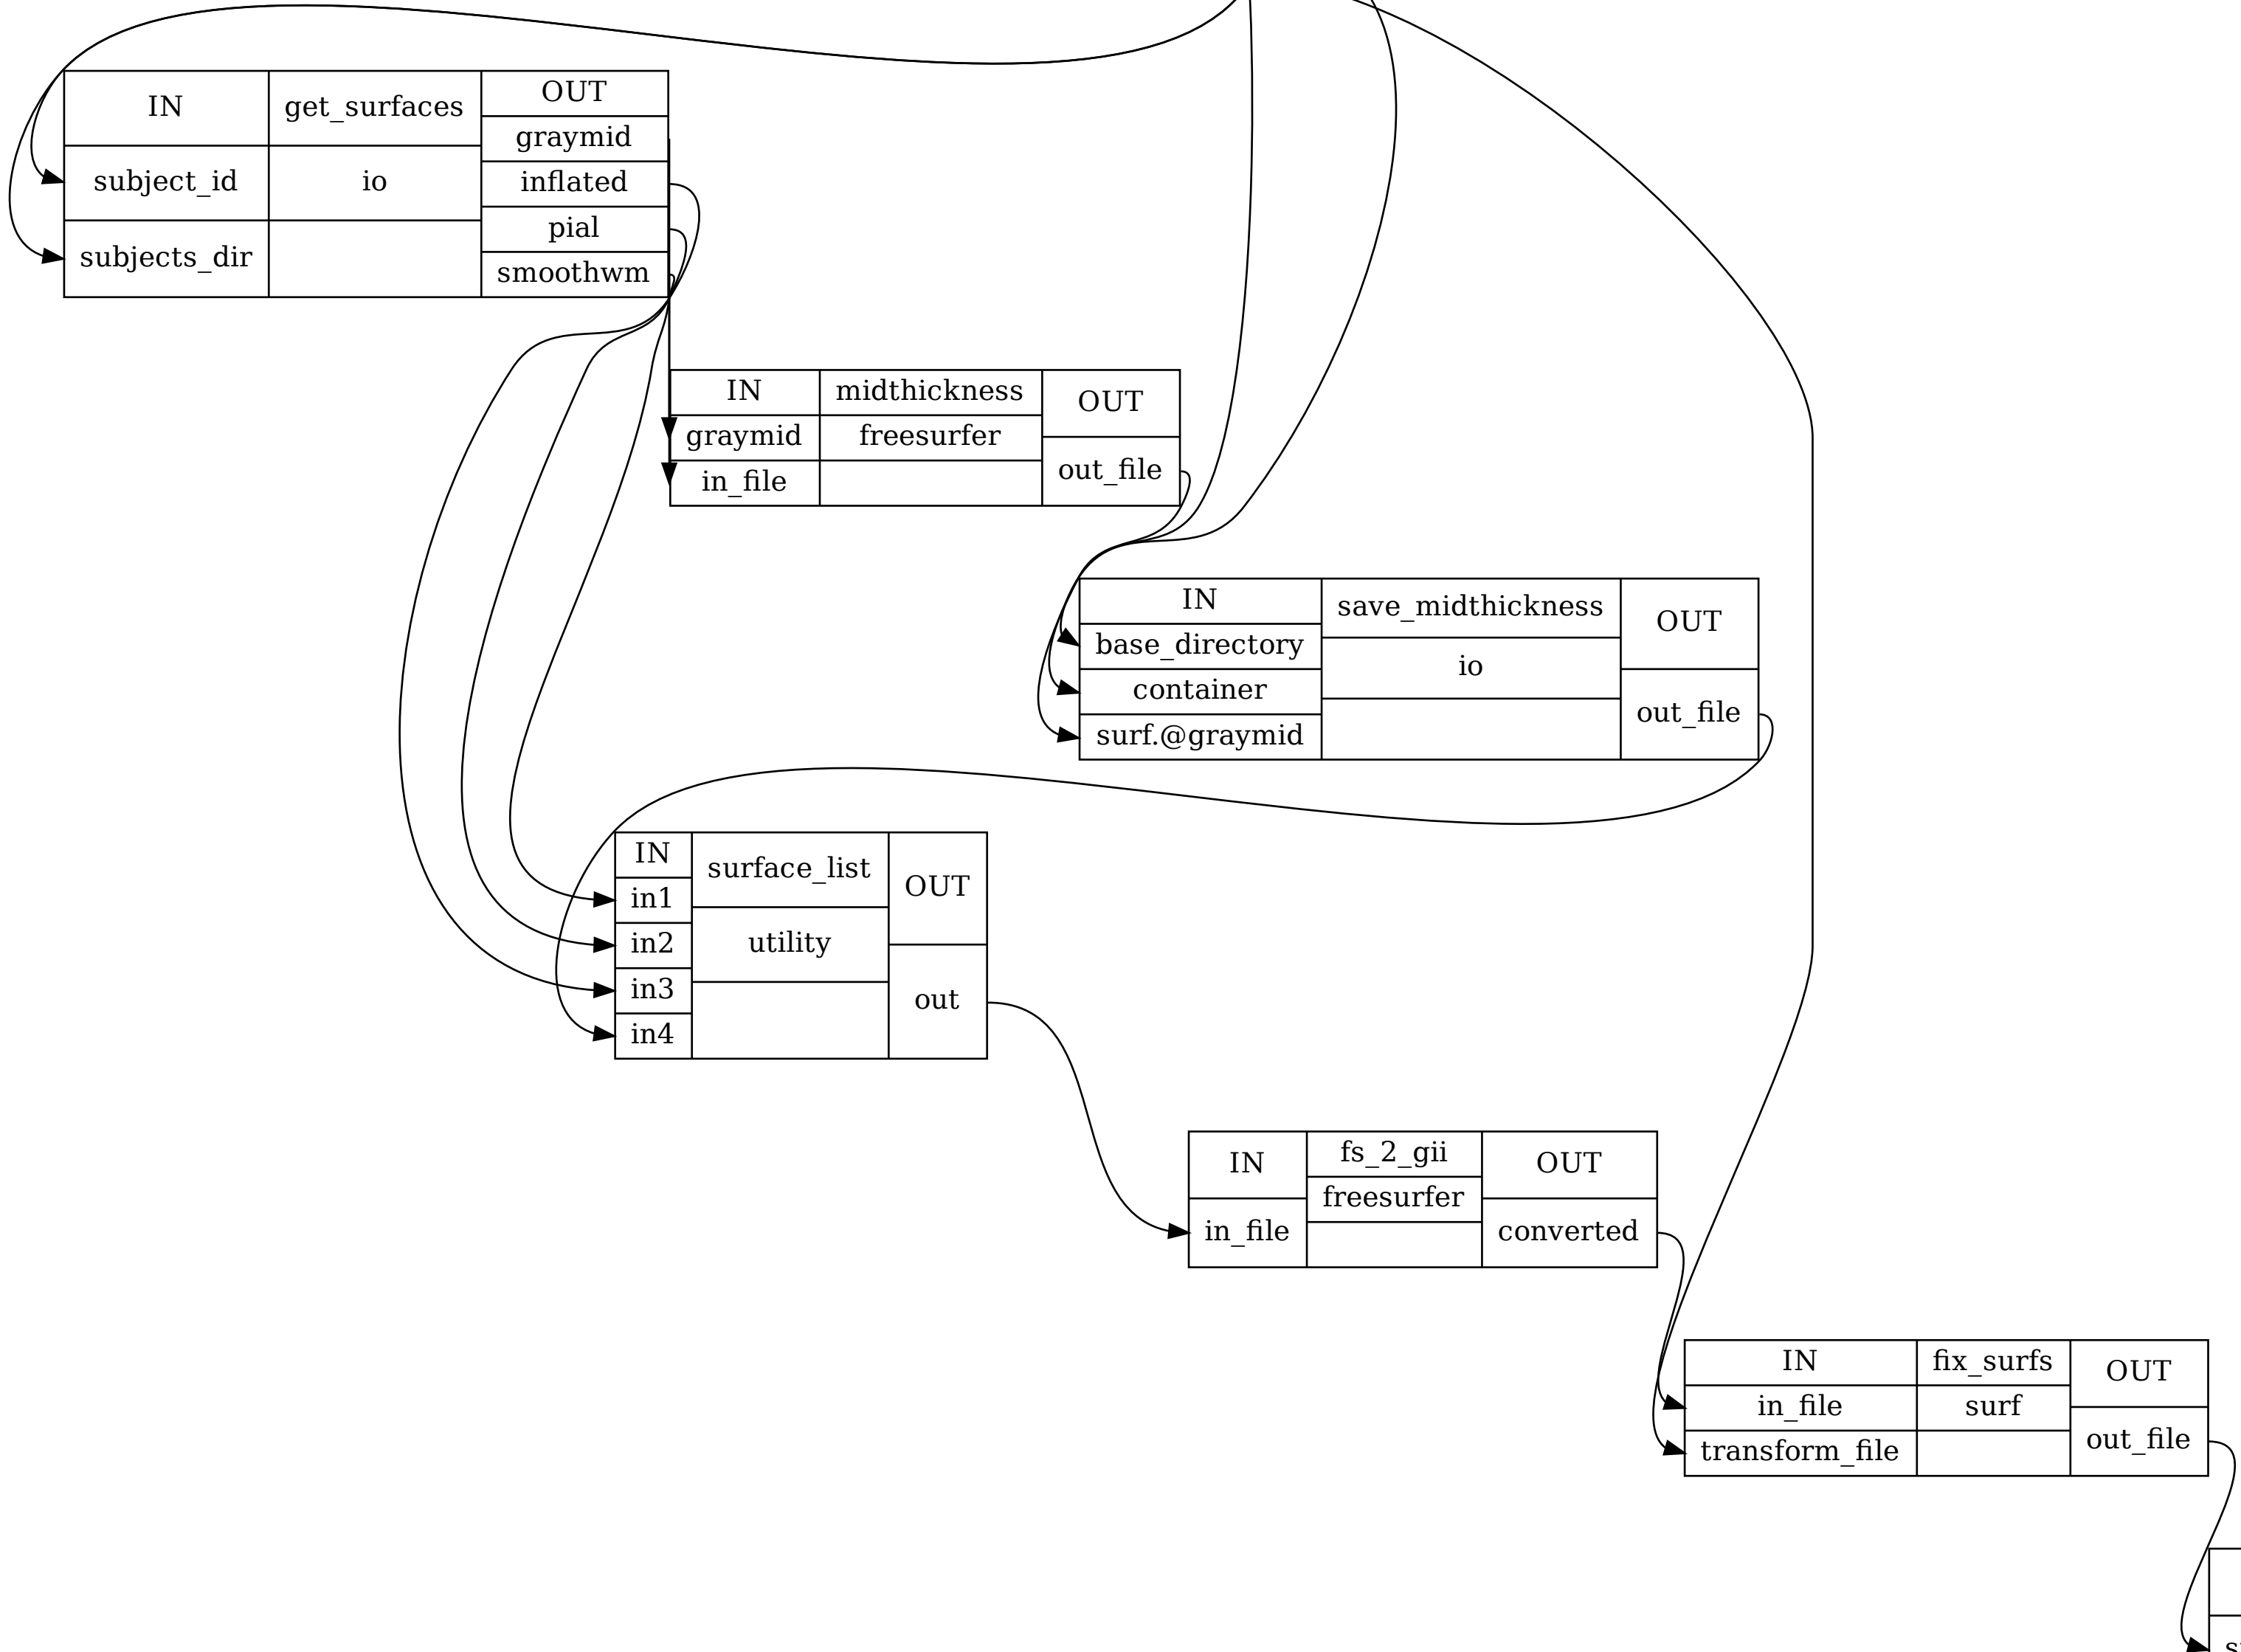 IN
get_surfaces
OUT
graymid
subject_id
io
inflated
pial
subjects_dir
smoothwm
IN
midthickness
OUT
graymid
freesurfer
in_file
out_file
IN
save_midthickness
OUT
base_directory
io
container
surf.@graymid
out_file
IN
surface_list
OUT
in1
in2
utility
in3
out
in4
IN
fs_2_gii
OUT
freesurfer
in_file
converted
IN
fix_surfs
OUT
in_file
surf
transform_file
out_file